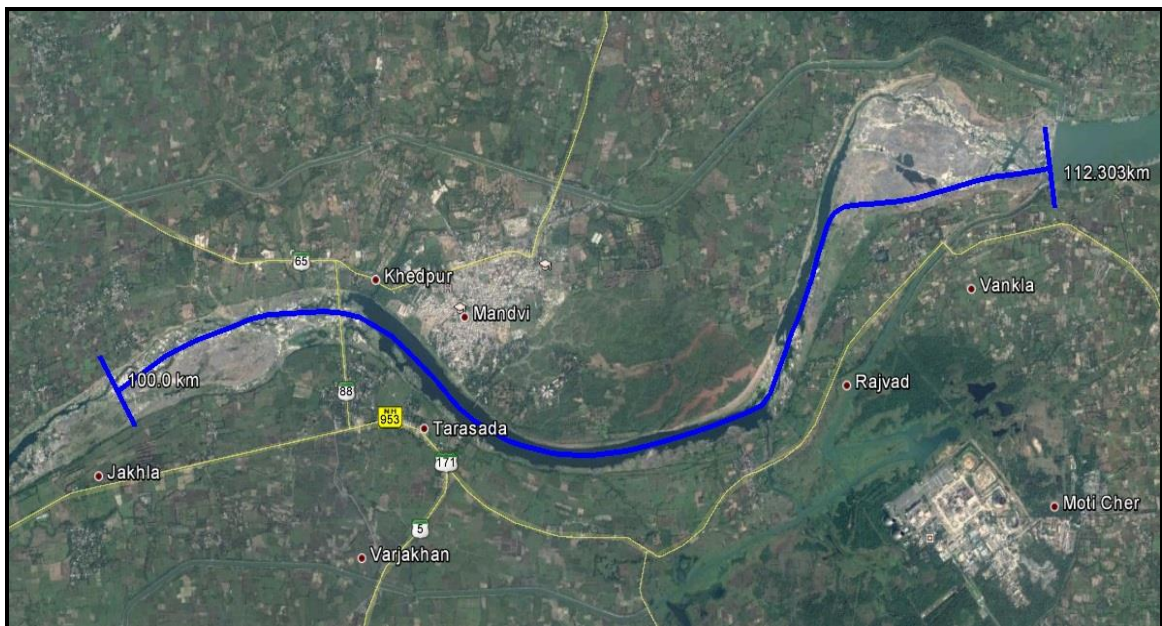 112.303km
65
Khedpur
Vankla
Mandvi
100.0 km
Rajvad
88
NH
953
Tarasada
171
Jakhla
Moti Cher
5
Varjakhan